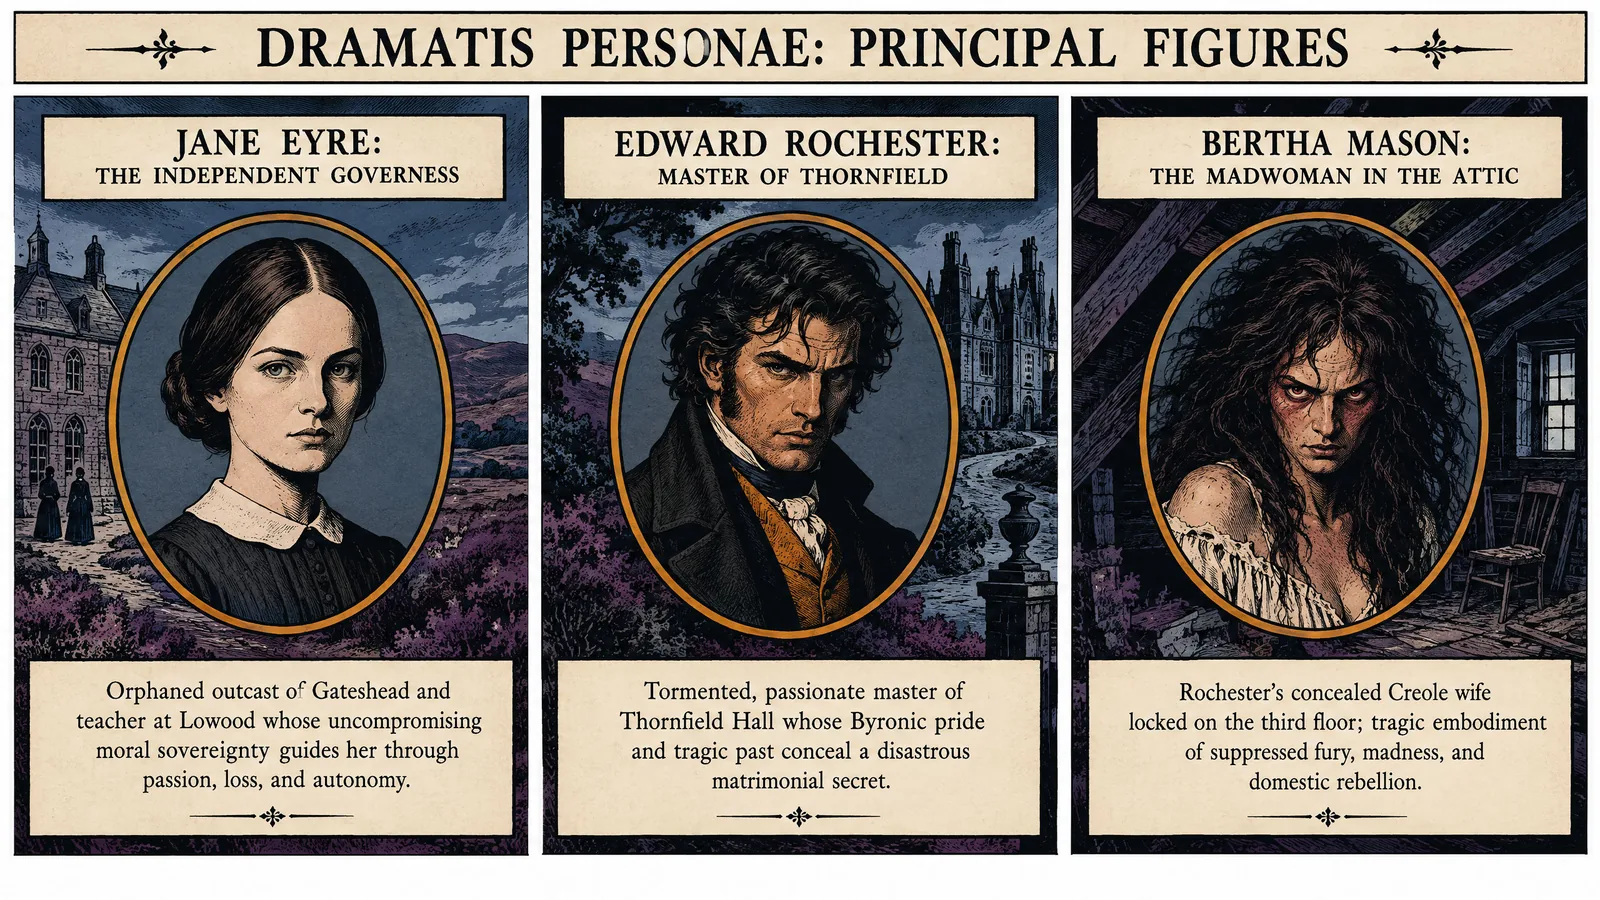 DRAMATIS PERSONAE: PRINCIPAL FIGURES
JANE EYRE:
THE INDEPENDENT GOVERNESS
Orphaned outcast of Gateshead and
teacher at Lowood whose uncompromising
moral sovereignty guides her through
passion, loss, and autonomy.
EDWARD ROCHESTER:
MASTER OF THORNFIELD
Tormented, passionate master of
Thornfield Hall whose Byronic pride
and tragic past conceal a disastrous
matrimonial secret.
BERTHA MASON:
THE MADWOMAN IN THE ATTIC
Rochester's concealed Creole wife
locked on the third floor; tragic embodiment
of suppressed fury, madness, and
domestic rebellion.